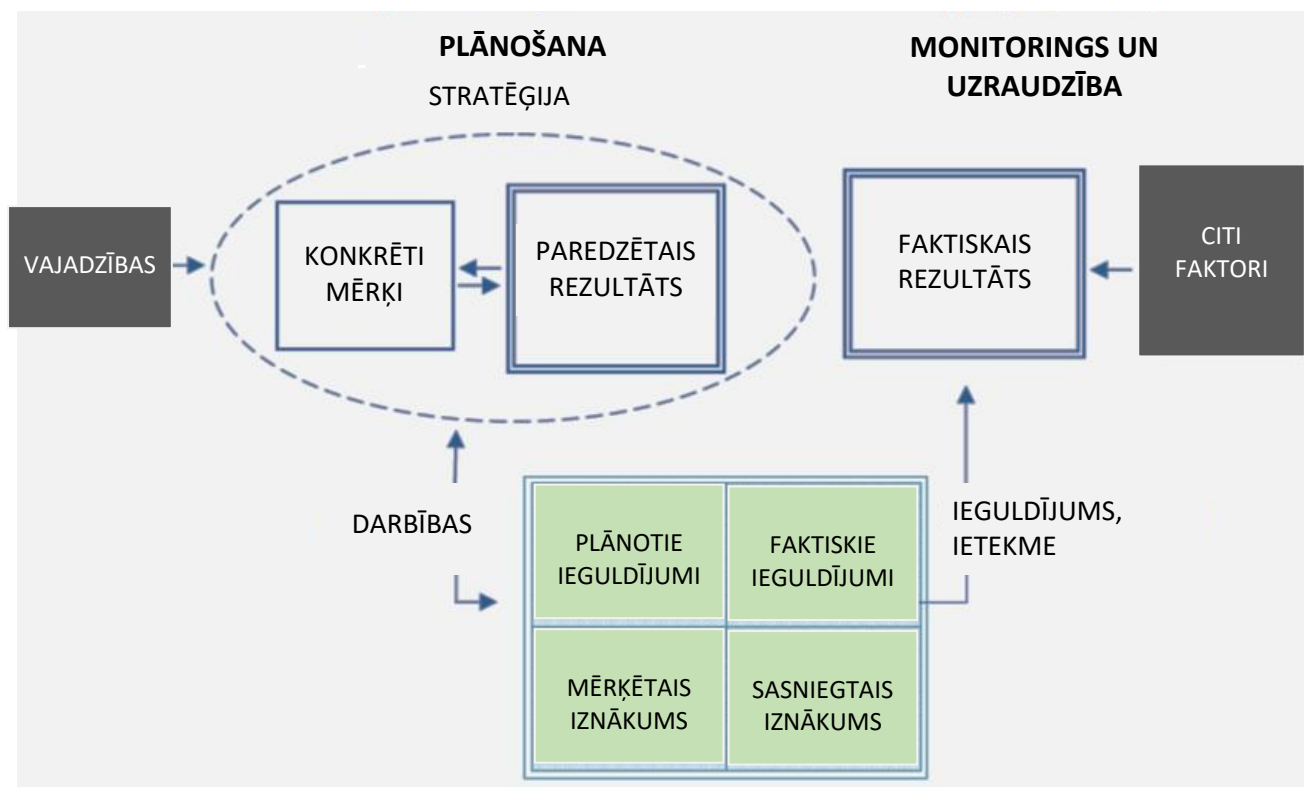 PLĀNOŠANA
STRATĒĢIJA
MONITORINGS UN
UZRAUDZĪBA
VAJADZĪBAS
KONKRĒTI
MĒRĶI
PAREDZĒTAIS
REZULTĀTS
FAKTISKAIS
REZULTĀTS
CITI
FAKTORI
DARBĪBAS
PLĀNOTIE
IEGULDĪJUMI
FAKTISKIE
IEGULDĪJUMI
IEGULDĪJUMS,
IETEKME
MĒRĶĒTAIS
IZNĀKUMS
SASNIEGTAIS
IZNĀKUMS